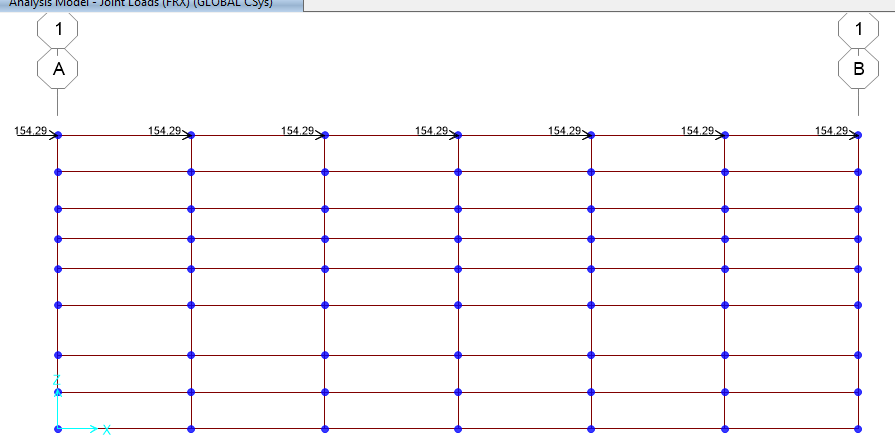 Analysis Model - Joint Loads (FRX) (GLOBAL CSys)
1 1
A B
154.29 154.29 154.29 154.29 154.29 154.29 154.29
Z
X